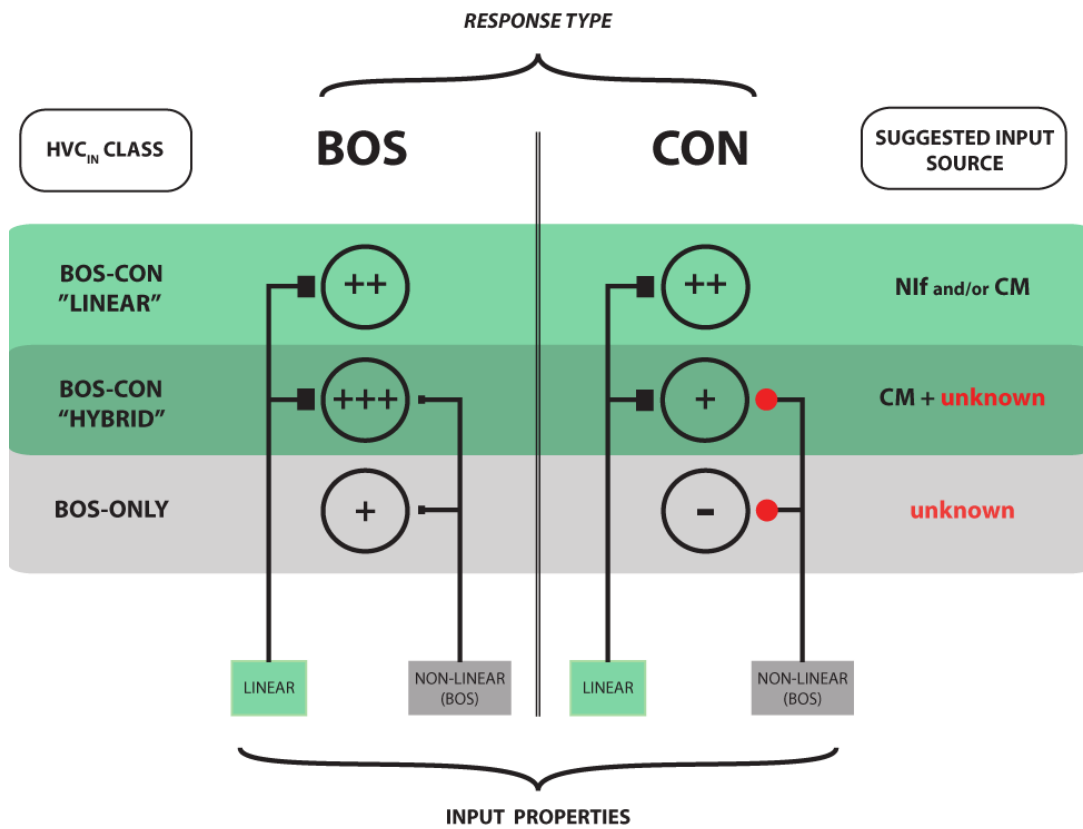 RESPONSE TYPE
HVC_IN CLASS
BOS
CON
SUGGESTED INPUT
SOURCE
BOS-CON
”LINEAR”
++
++
NIf and/or CM
BOS-CON
“HYBRID”
+++
+
CM + unknown
BOS-ONLY
+
-
unknown
LINEAR
NON-LINEAR
(BOS)
LINEAR
NON-LINEAR
(BOS)
INPUT PROPERTIES